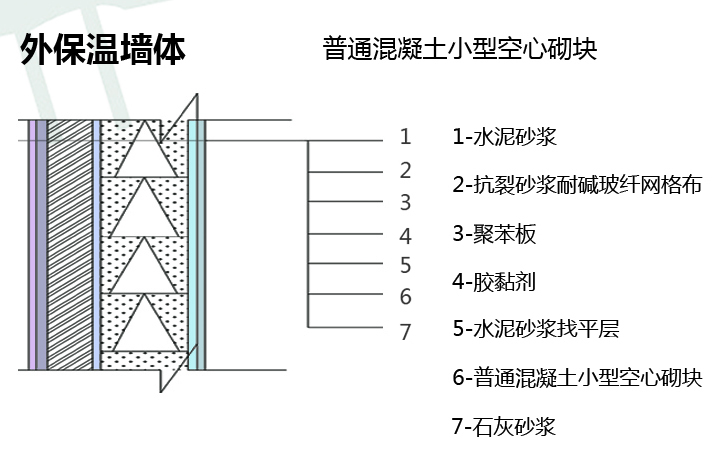 外保温墙体
普通混凝土小型空心砌块
1
2
3
4
5
6
7
1-水泥砂浆
2-抗裂砂浆耐碱玻纤网格布
3-聚苯板
4-胶黏剂
5-水泥砂浆找平层
6-普通混凝土小型空心砌块
7-石灰砂浆